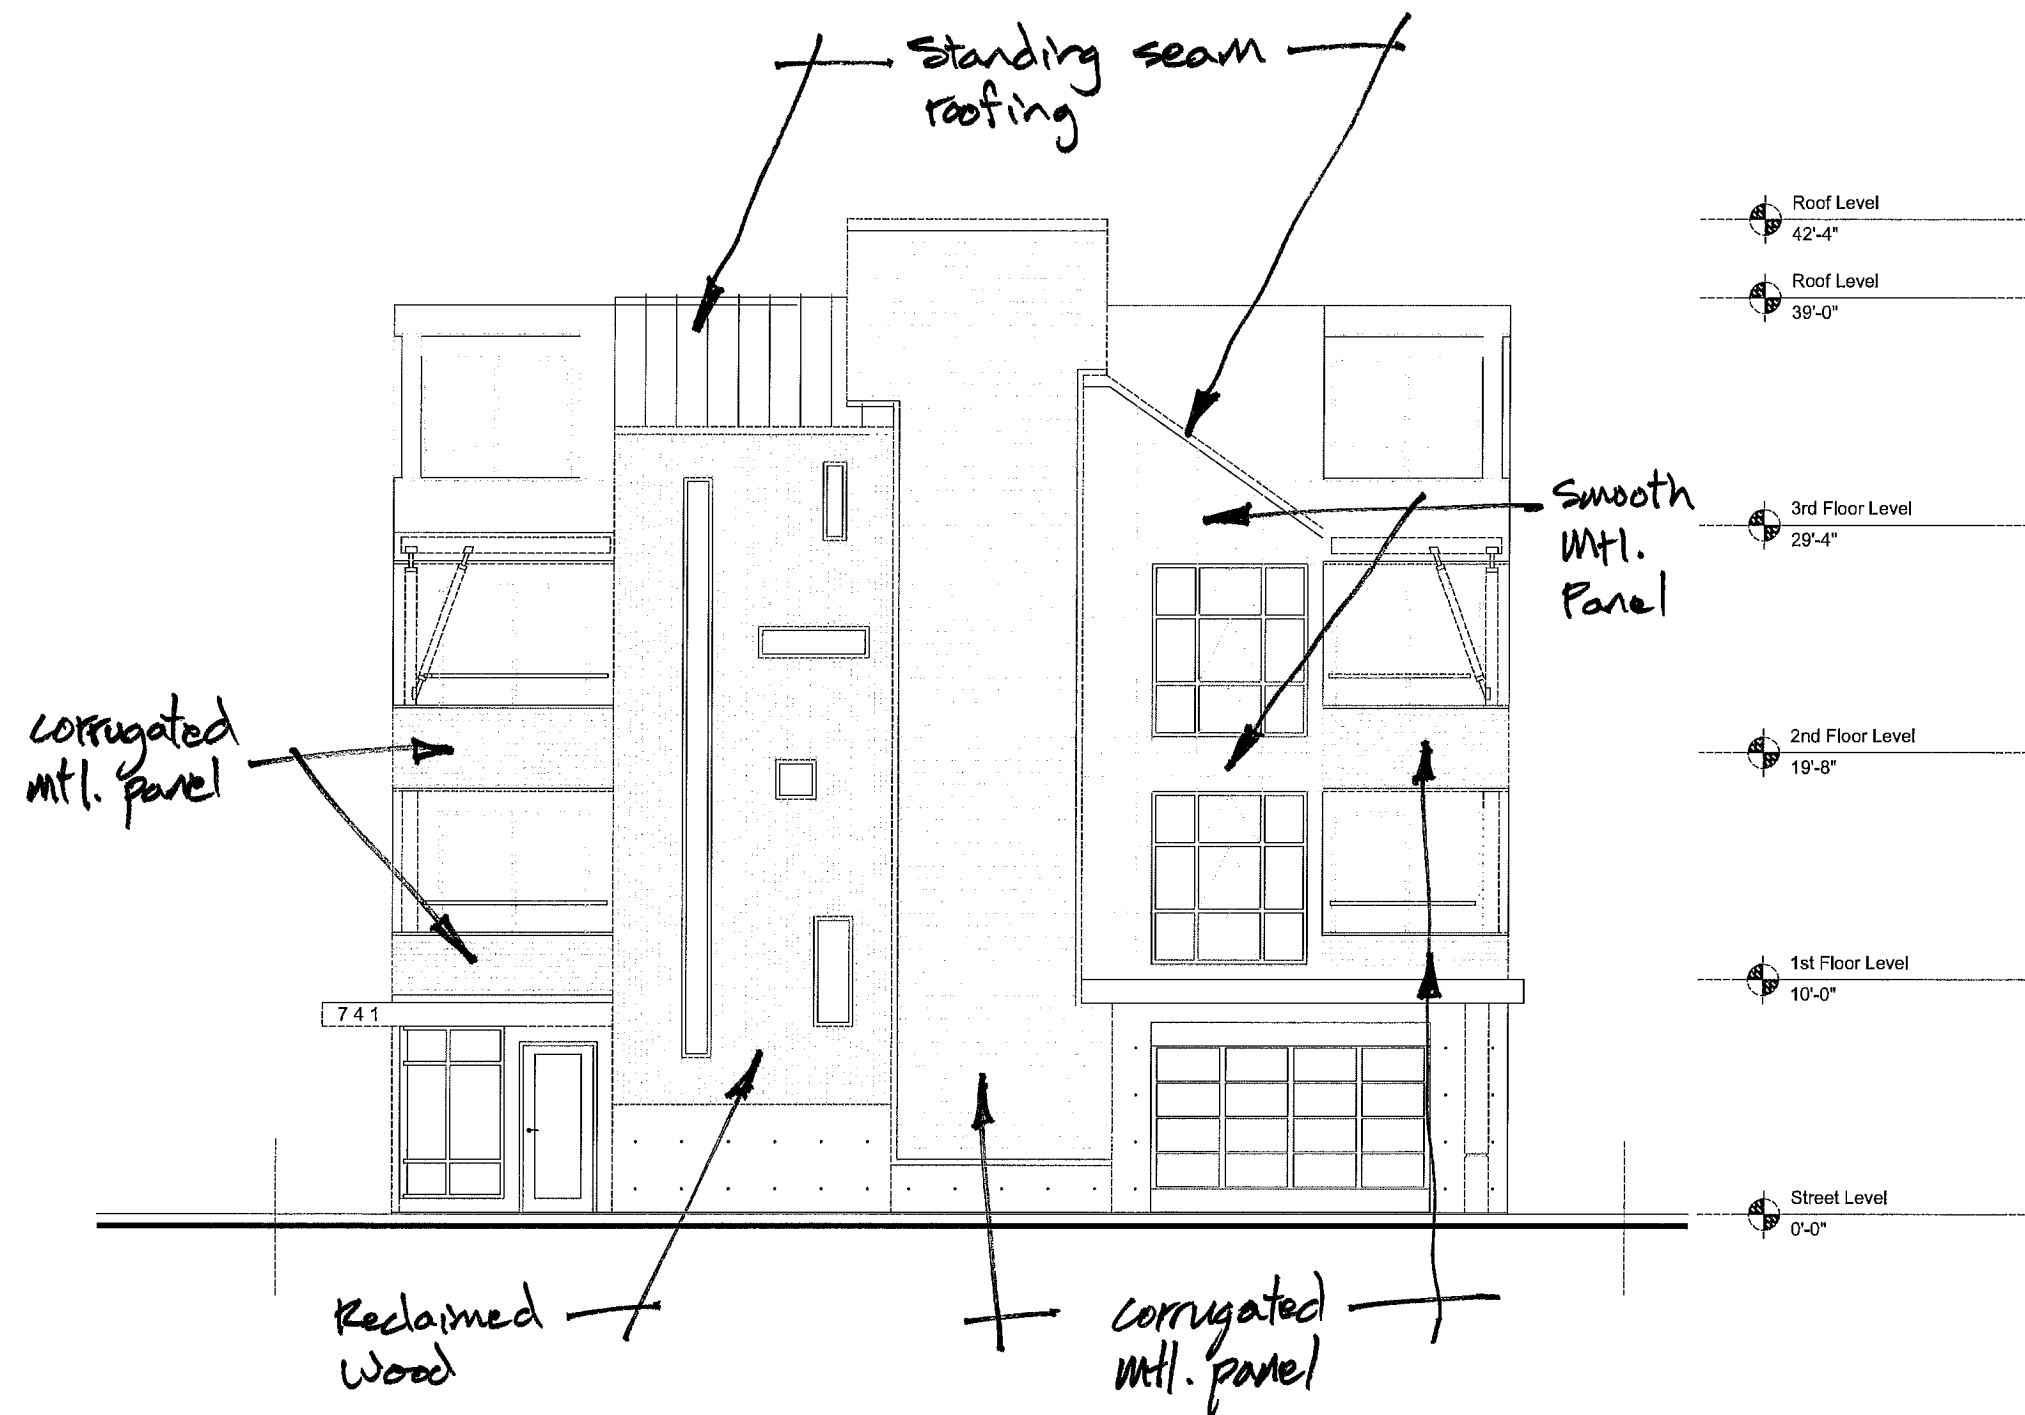 Standing seam
roofing
Roof Level
42'-4"
Roof Level
39'-0"
Smooth
Mtl.
Panel
3rd Floor Level
29'-4"
corrugated
mtl. panel
2nd Floor Level
19'-8"
1st Floor Level
10'-0"
741
Street Level
0'-0"
Reclaimed
Wood
corrugated
mtl. panel